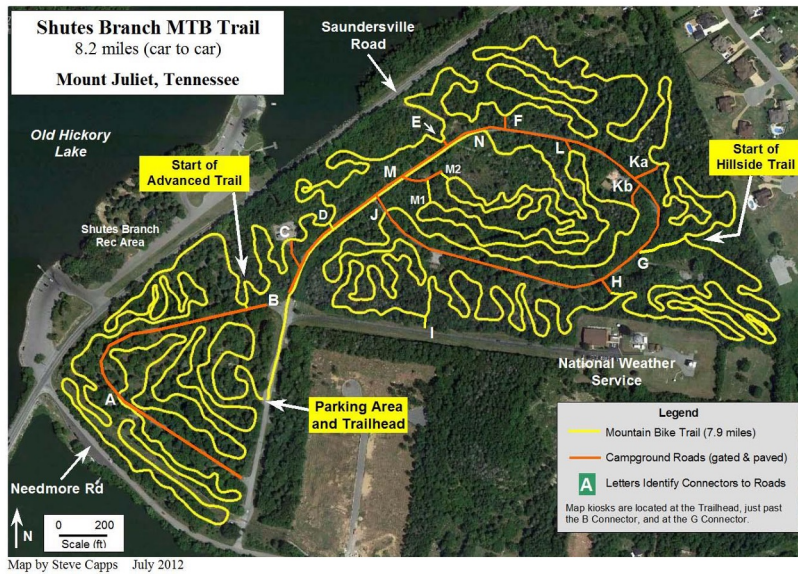 Shutes Branch MTB Trail
8.2 miles (car to car)
Mount Juliet, Tennessee
Saundersville
Road
Old Hickory
Lake
Start of
Advanced Trail
Shutes Branch
Rec Area
E
F
N
L
M
M2
M1
Ka
Kb
Start of
Hillside Trail
J
D
C
G
H
B
I
A
National Weather
Service
Parking Area
and Trailhead
Needmore Rd
N
0 200
Scale (ft)
Legend
Mountain Bike Trail (7.9 miles)
Campground Roads (gated & paved)
A Letters Identify Connectors to Roads
Map kiosks are located at the Trailhead, just past
the B Connector, and at the G Connector.
Map by Steve Capps July 2012